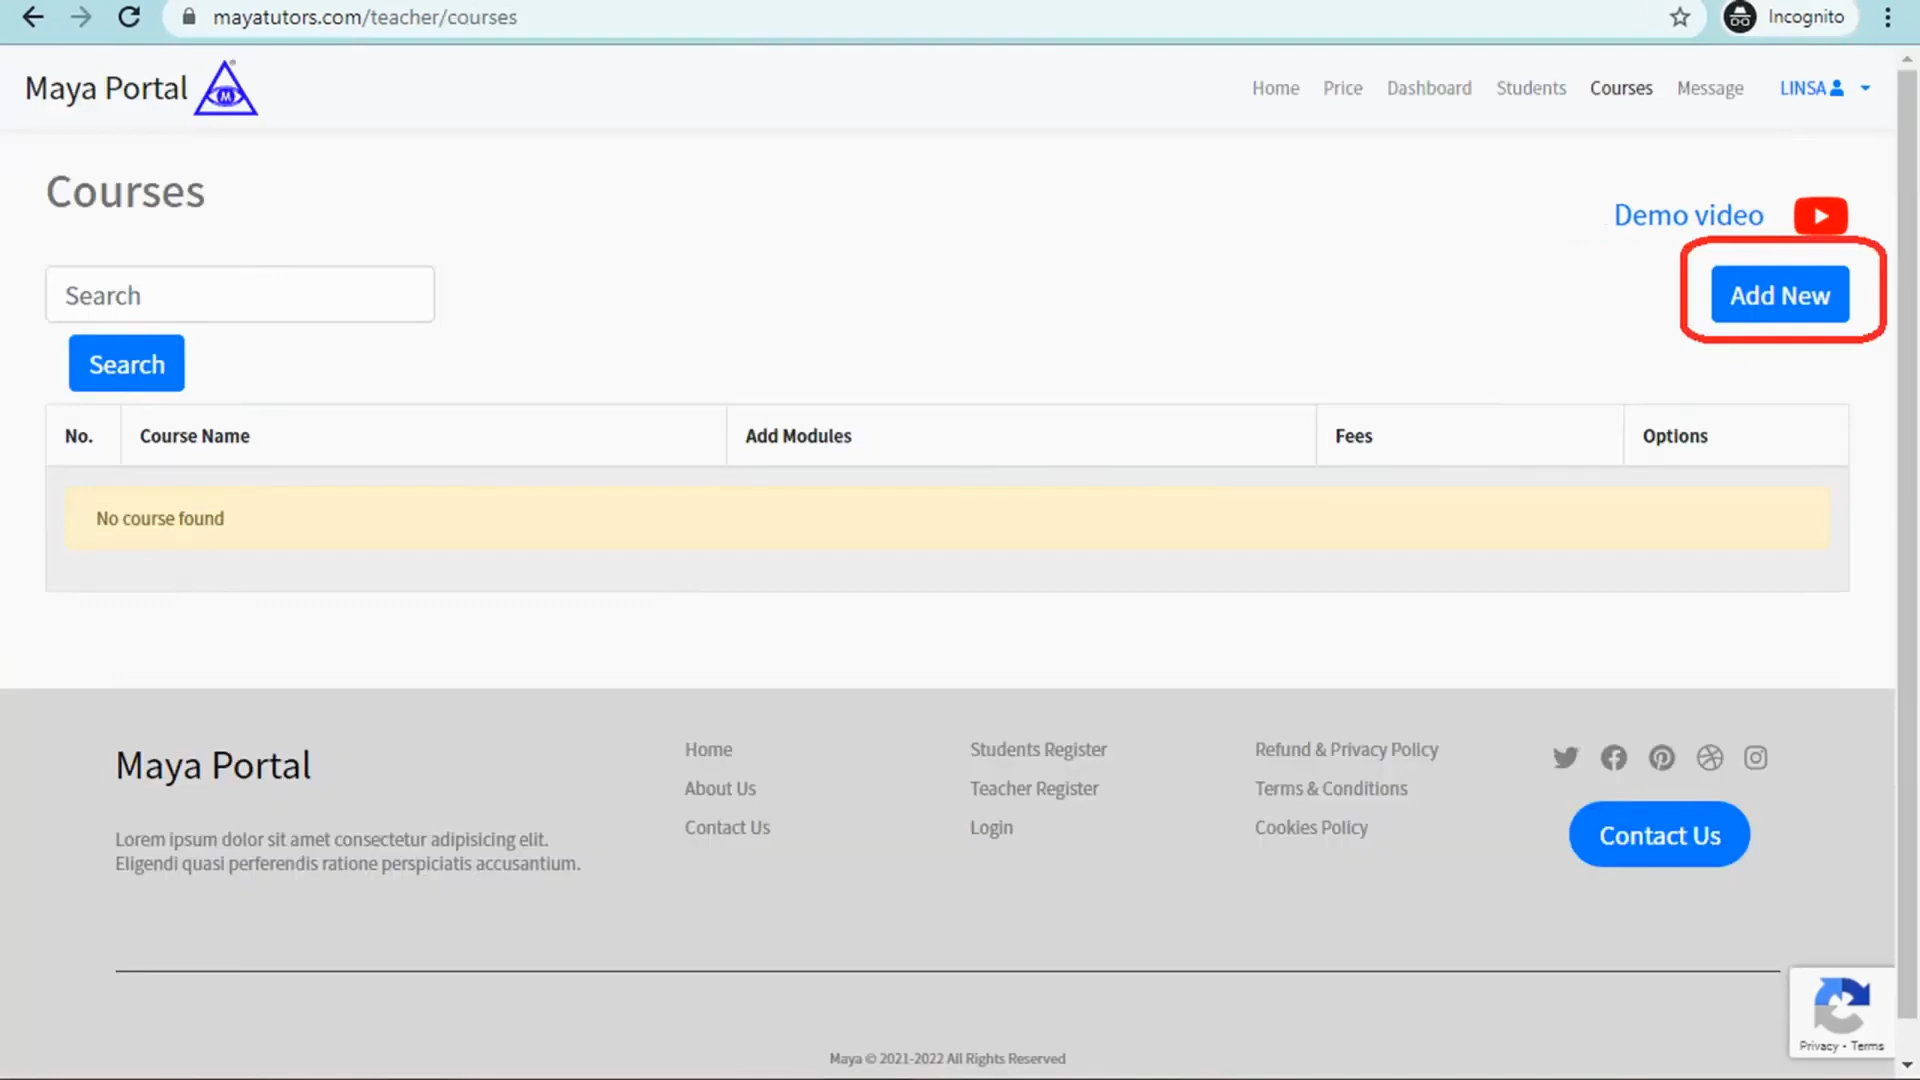 mayatutors.com/teacher/courses
Incognito
Maya Portal
M
Home Price Dashboard Students Courses Message LINSA
Courses
Demo video
Search
Add New
Search
No. Course Name Add Modules Fees Options
No course found
Maya Portal
Lorem ipsum dolor sit amet consectetur adipisicing elit.
Eligendi quasi perferendis ratione perspiciatis accusantium.
Home
About Us
Contact Us
Students Register
Teacher Register
Login
Refund & Privacy Policy
Terms & Conditions
Cookies Policy
Contact Us
Privacy - Terms
Maya © 2021-2022 All Rights Reserved